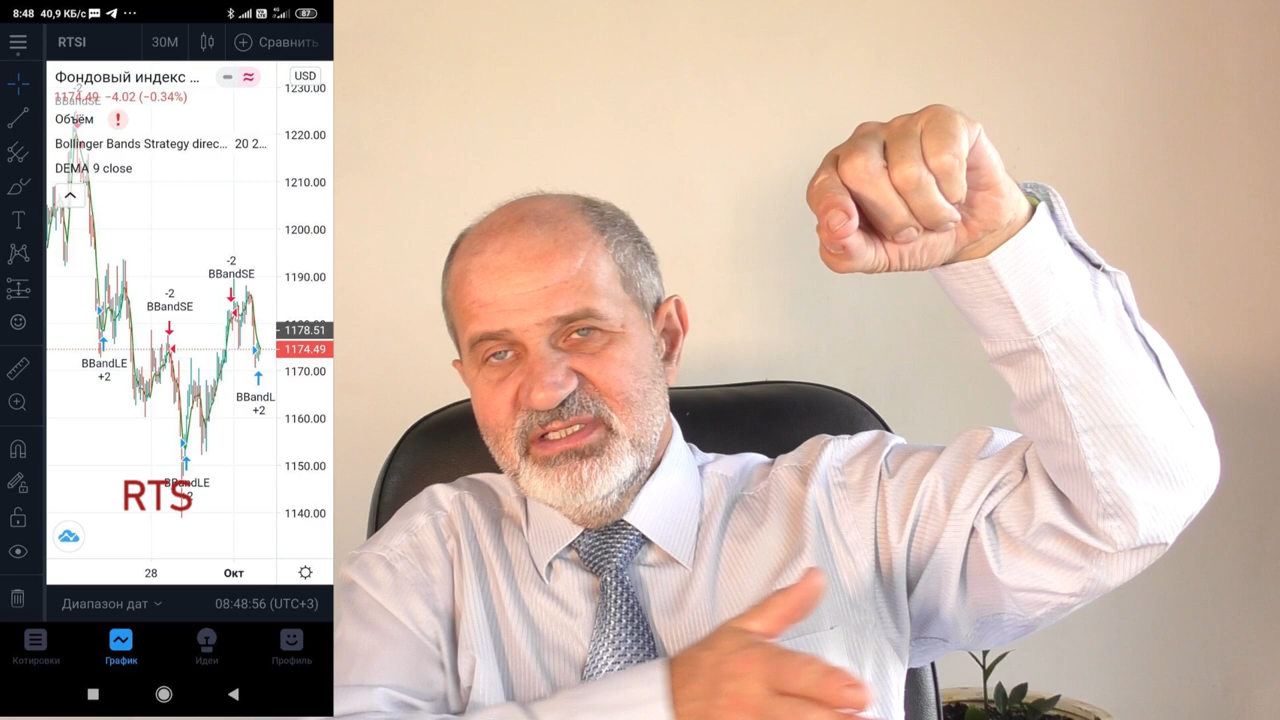 8:48 40,9 КБ/с ...
87
RTSI 30M Сравнить
Фондовый индекс ... USD
1174.49 −4.02 (−0.34%)
-2
BBandSE
Объём !
Bollinger Bands Strategy direc... 20 2...
DEMA 9 close
1230.00
1220.00
1210.00
1200.00
1190.00
1178.51
1174.49
1170.00
1160.00
1150.00
1140.00
-2
BBandSE
-2
BBandSE
BBandLE
+2
BBandL
+2
BBandLE
RTS
28 Окт
Диапазон дат 08:48:56 (UTC+3)
Котировки График Идеи Профиль